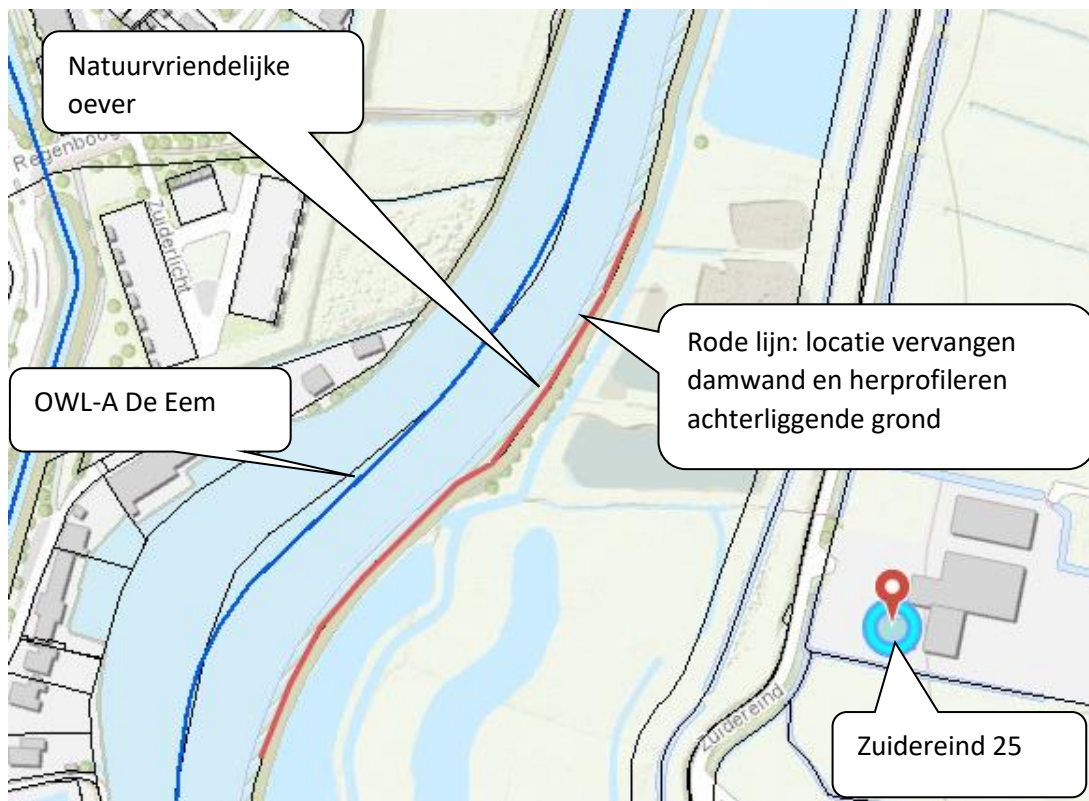 Natuurvriendelijke
oever
Regenboog
Zuiderlicht
Rode lijn: locatie vervangen
damwand en herprofileren
achterliggende grond
OWL-A De Eem
Zuidereind
Zuidereind 25